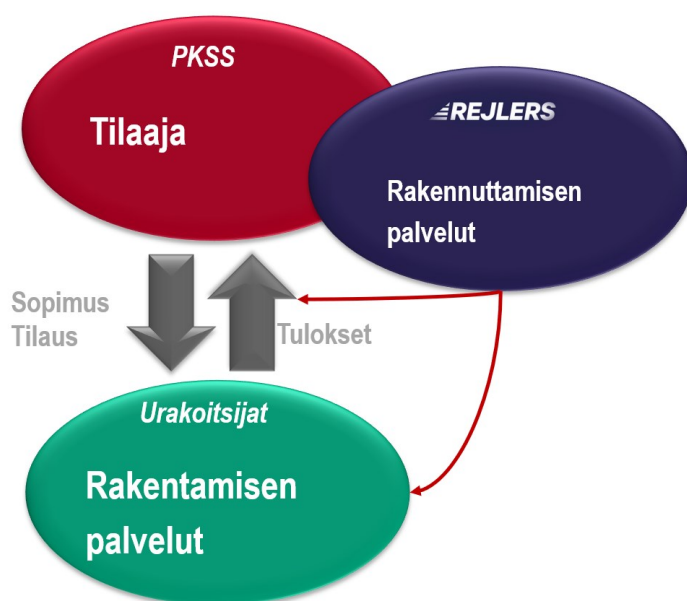 PKSS
Tilaaja
REJLERS
Rakennuttamisen
palvelut
Sopimus
Tilaus
Tulokset
Urakoitsijat
Rakentamisen
palvelut